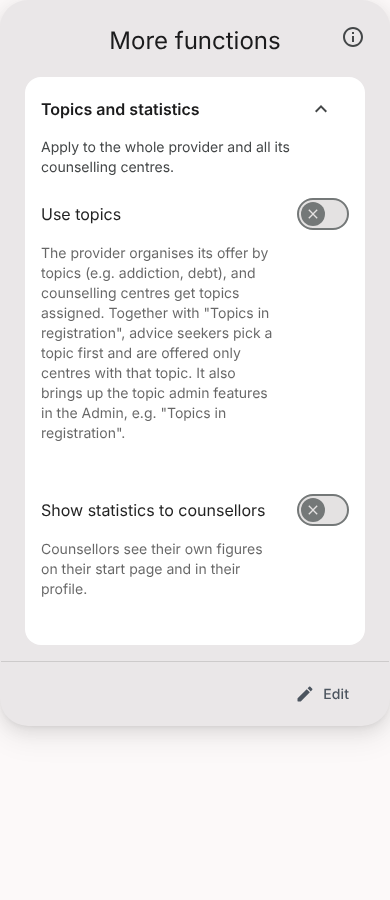 More functions
Topics and statistics
Apply to the whole provider and all its
counselling centres.
Use topics
The provider organises its offer by
topics (e.g. addiction, debt), and
counselling centres get topics
assigned. Together with "Topics in
registration", advice seekers pick a
topic first and are offered only
centres with that topic. It also
brings up the topic admin features
in the Admin, e.g. "Topics in
registration".
Show statistics to counsellors
Counsellors see their own figures
on their start page and in their
profile.
Edit